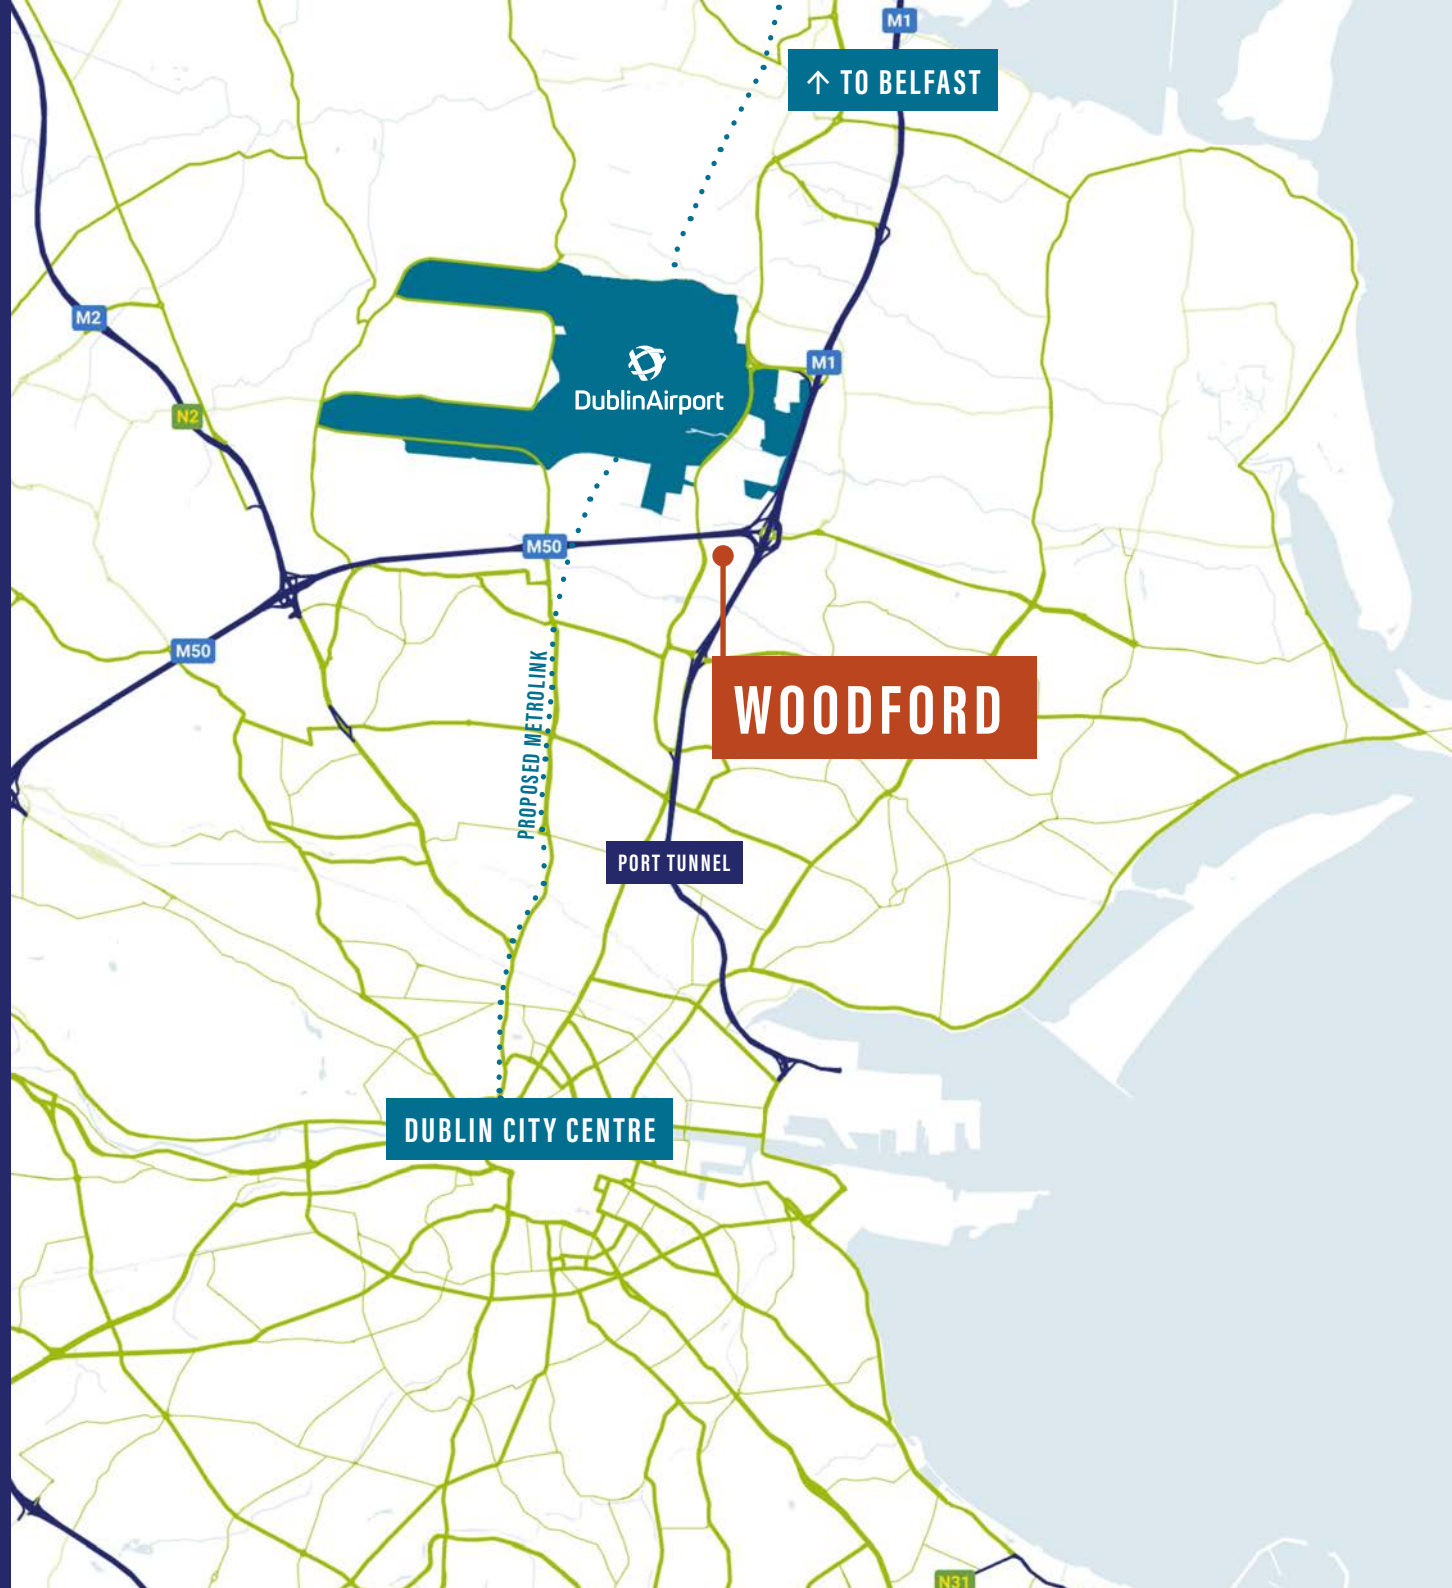 M1
↑ TO BELFAST
M2
M1
DublinAirport
N2
M50
M50
PROPOSED METROLINK
WOODFORD
PORT TUNNEL
DUBLIN CITY CENTRE
N31